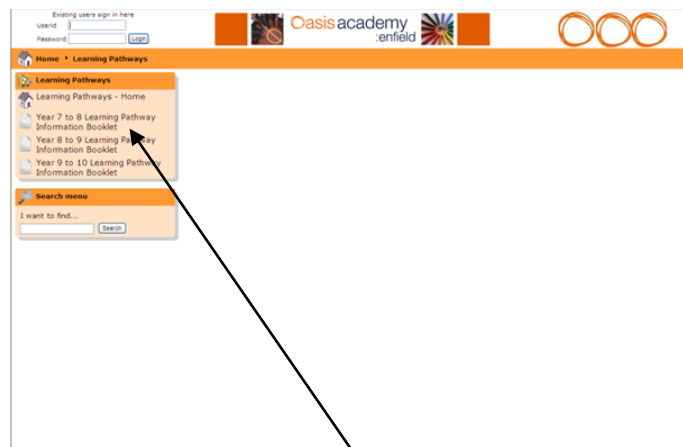 Existing users sign in here
Userid
Password
Login
Oasis academy
:enfield
Home Learning Pathways
Learning Pathways
Learning Pathways - Home
Year 7 to 8 Learning Pathway
Information Booklet
Year 8 to 9 Learning Pathway
Information Booklet
Year 9 to 10 Learning Pathway
Information Booklet
Search menu
I want to find...
Search